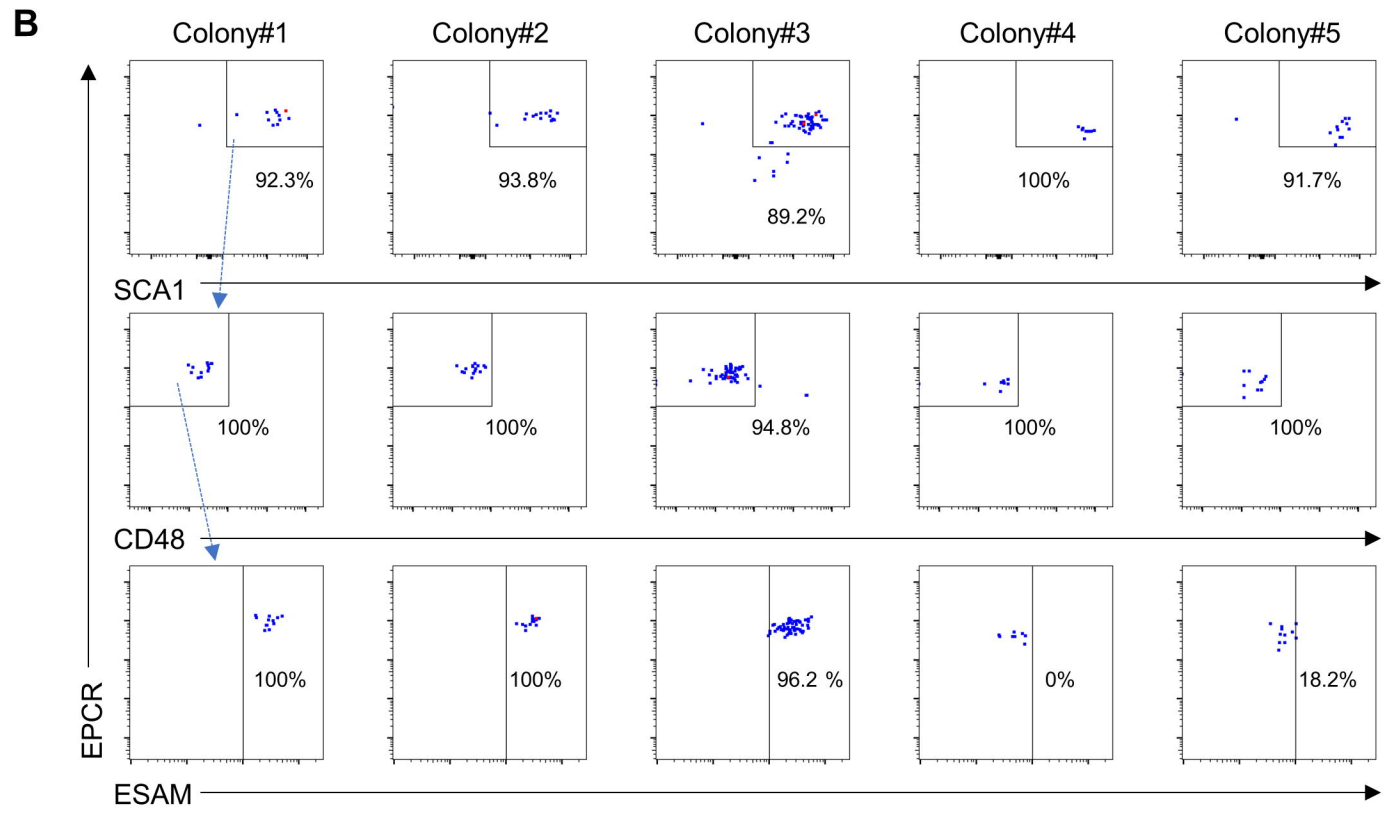 B
Colony#1 Colony#2 Colony#3 Colony#4 Colony#5
92.3% 93.8% 89.2% 100% 91.7%
SCA1
100% 100% 94.8% 100% 100%
CD48
100% 100% 96.2 % 0% 18.2%
EPCR
ESAM